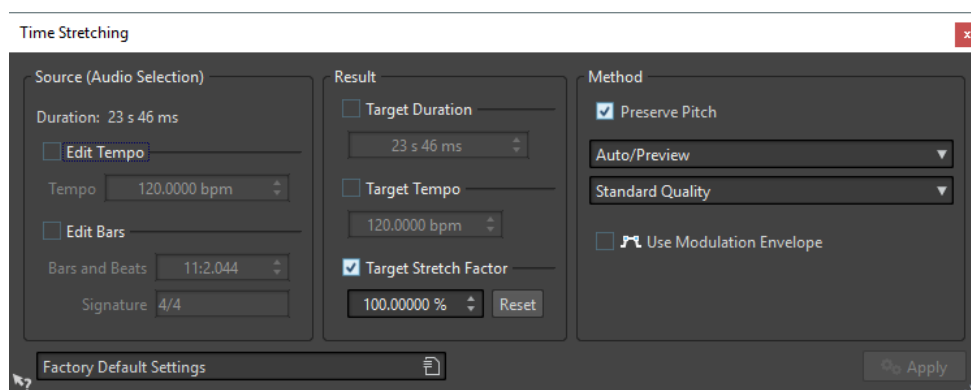 Time Stretching
x
Source (Audio Selection)
Duration: 23 s 46 ms
Edit Tempo
Tempo 120.0000 bpm
Edit Bars
Bars and Beats 11:2.044
Signature 4/4
Result
Target Duration
23 s 46 ms
Target Tempo
120.0000 bpm
Target Stretch Factor
100.00000 % Reset
Method
Preserve Pitch
Auto/Preview
Standard Quality
Use Modulation Envelope
Factory Default Settings
?
Apply